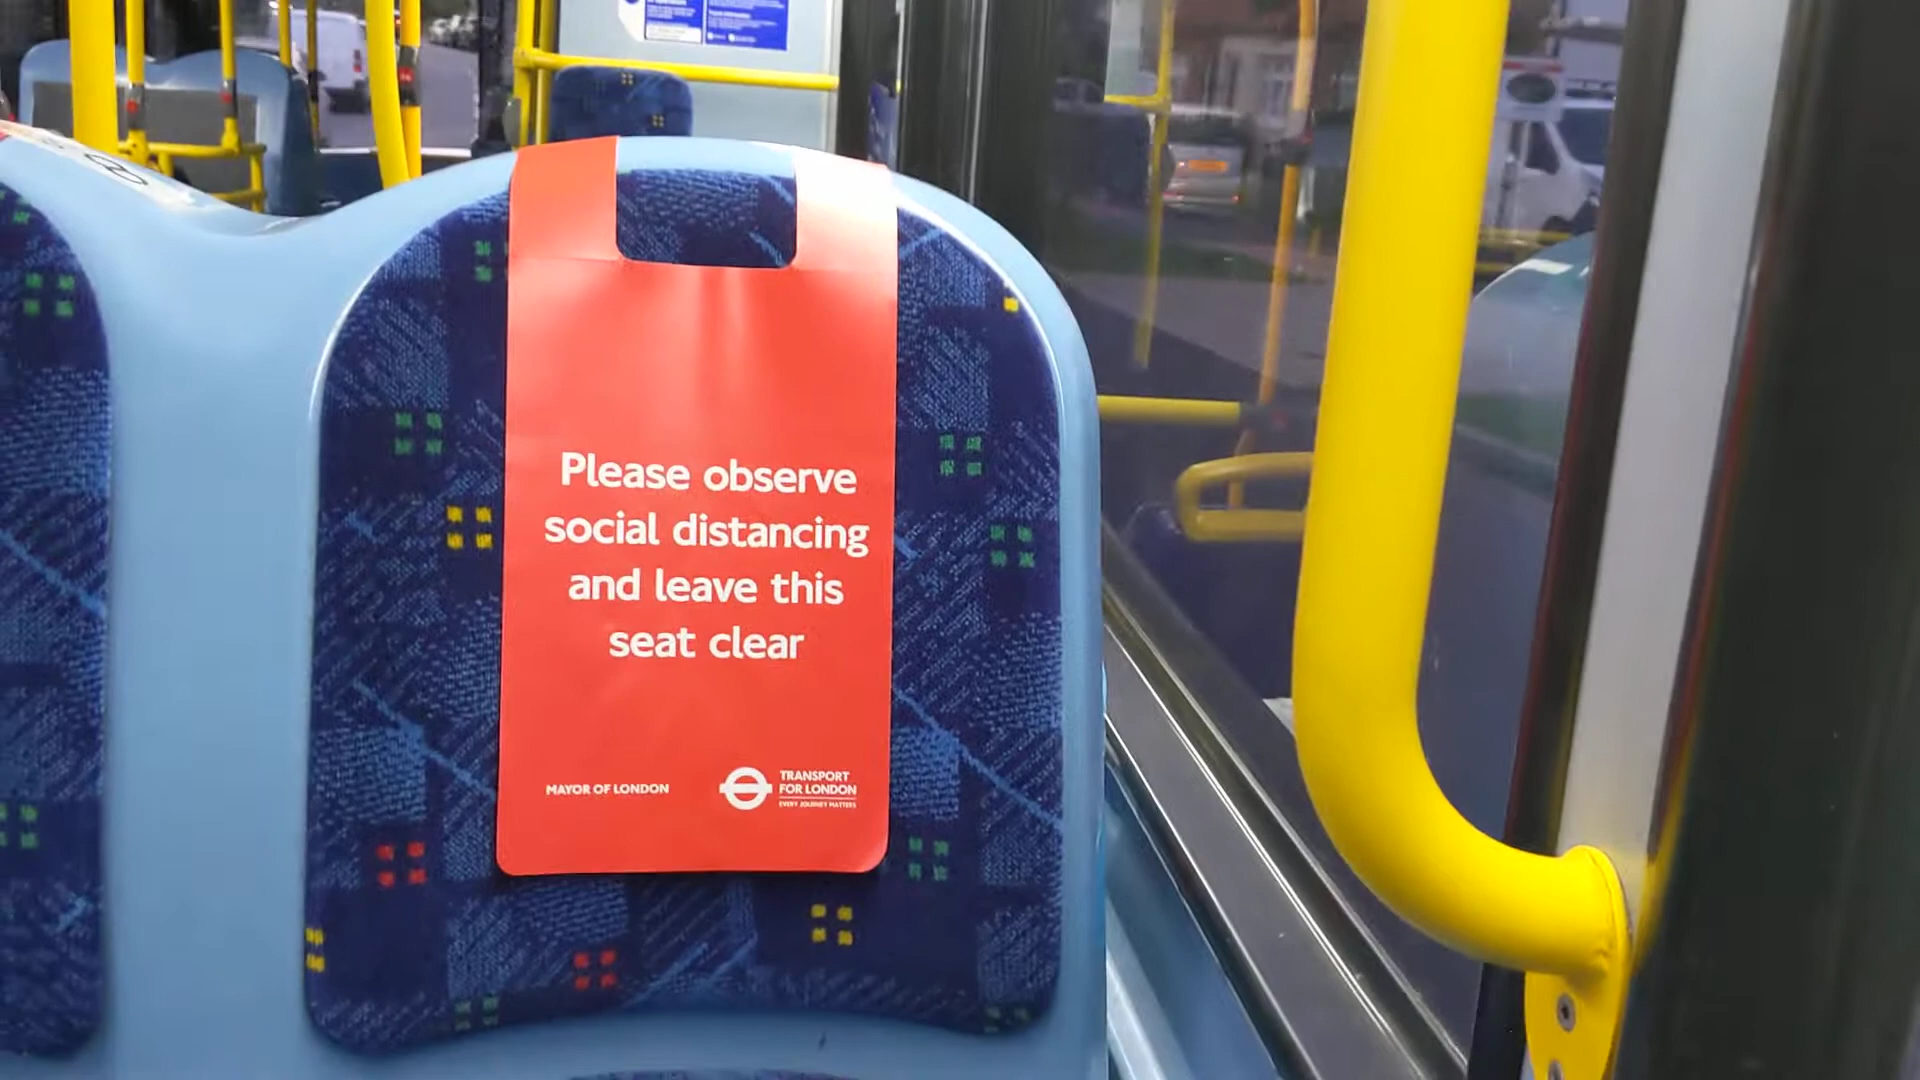 Please observe
social distancing
and leave this
seat clear
MAYOR OF LONDON
TRANSPORT
FOR LONDON
EVERY JOURNEY MATTERS